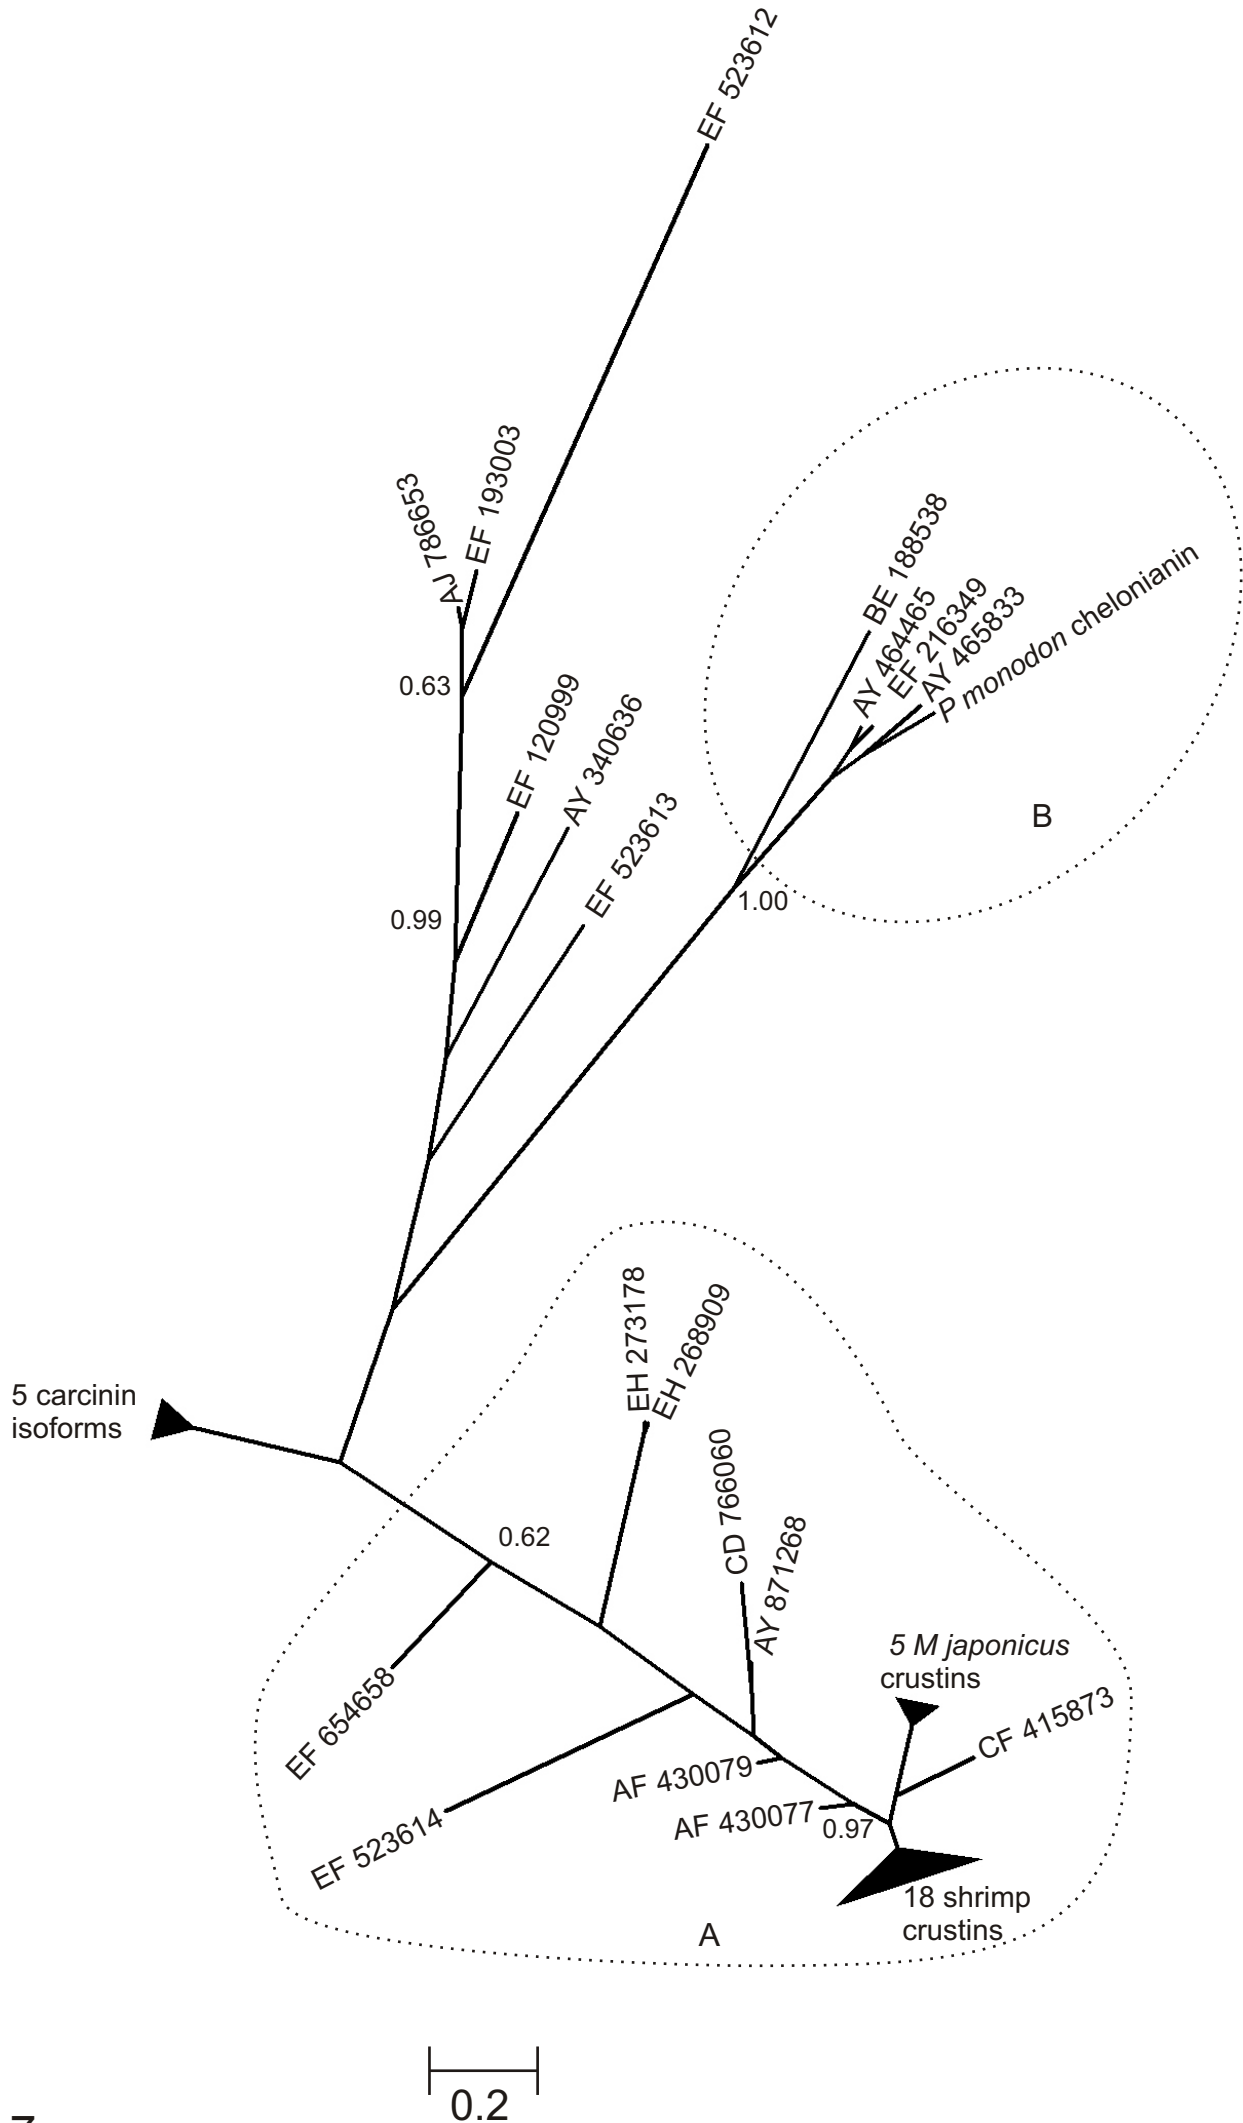 EF 523612
EF 193003
AJ 786653
BE 188538
AY 464465
EF 216349
AY 465833
P monodon chelonianin
0.63
EF 120999
AY 340636
EF 523613
B
0.99
1.00
EH 273178
EH 268909
5 carcinin
isoforms
CD 766060
AY 871268
0.62
5 M japonicus
crustins
CF 415873
EF 654658
AF 430079
AF 430077
0.97
EF 523614
18 shrimp
crustins
A
0.2